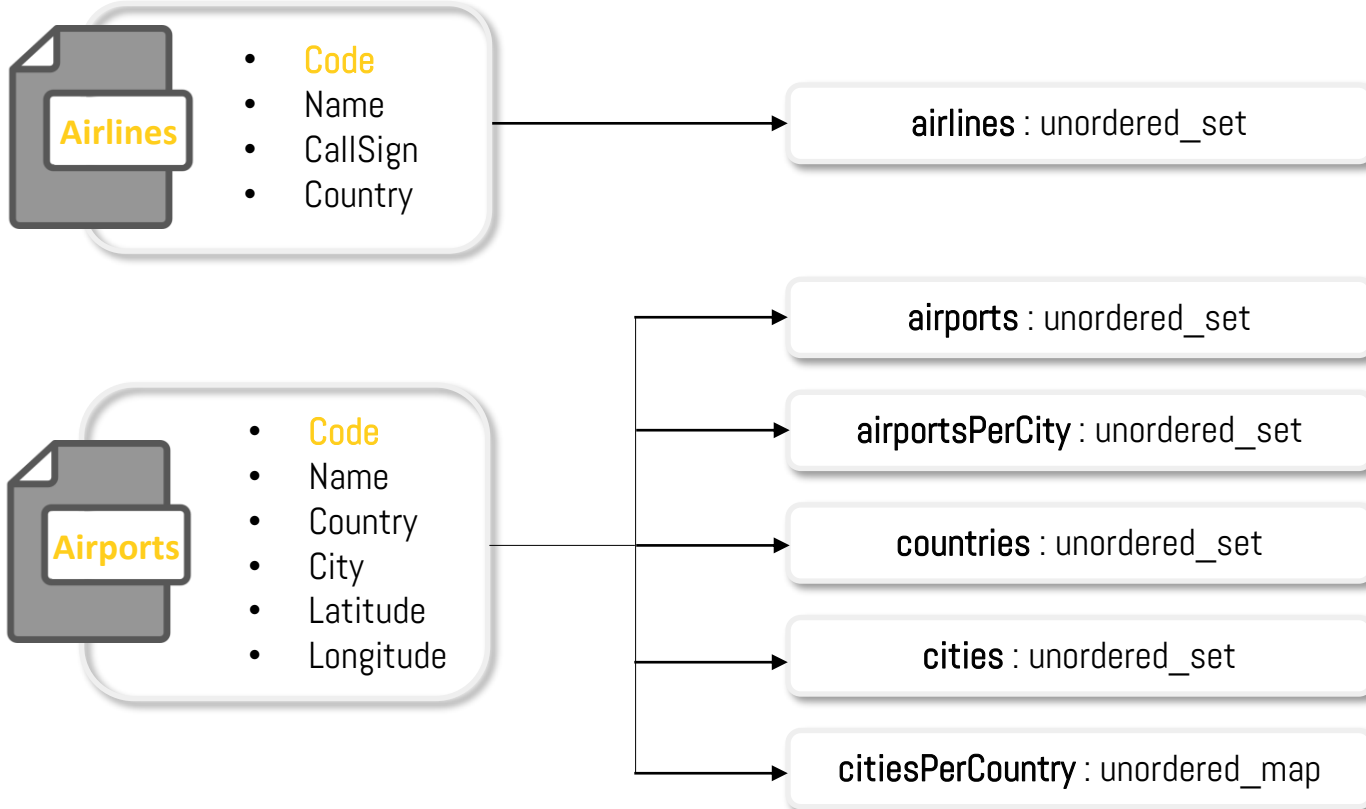 Airlines
• Code
• Name
• CallSign
• Country
airlines : unordered_set
Airports
• Code
• Name
• Country
• City
• Latitude
• Longitude
airports : unordered_set
airportsPerCity : unordered_set
countries : unordered_set
cities : unordered_set
citiesPerCountry : unordered_map